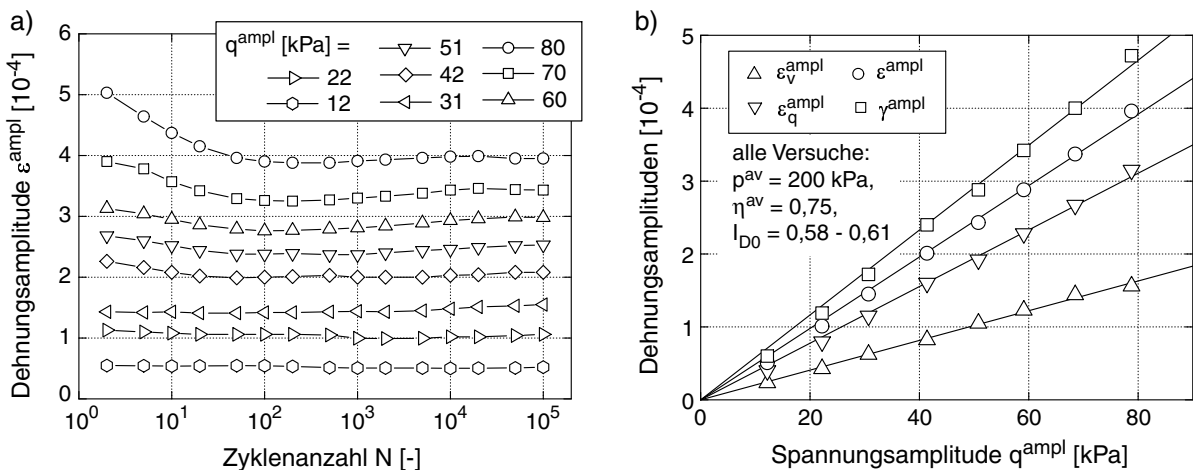 a)
Dehnungsamplitude ε^ampl [10^-4]
6
5
4
3
2
1
0
q^ampl [kPa] =
51
80
22
42
70
12
31
60
10^0
10^1
10^2
10^3
10^4
10^5
Zyklenanzahl N [-]
b)
Dehnungsamplituden [10^-4]
5
4
3
2
1
0
ε_v^ampl
ε^ampl
ε_q^ampl
γ^ampl
alle Versuche:
p^av = 200 kPa,
η^av = 0,75,
I_D0 = 0,58 - 0,61
0
20
40
60
80
Spannungsamplitude q^ampl [kPa]